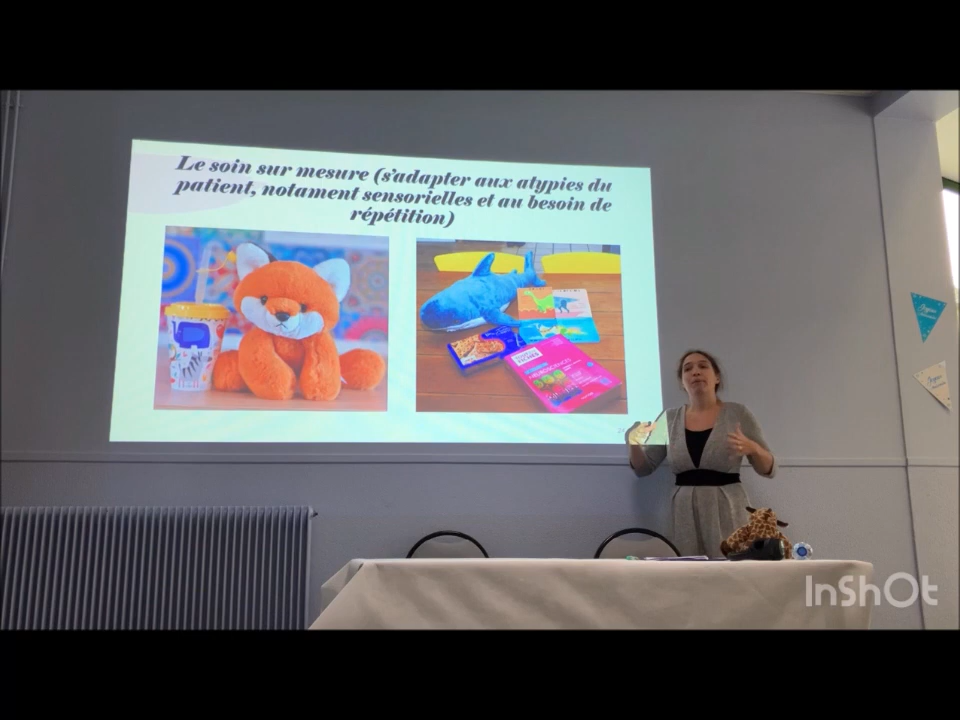 Le soin sur mesure (s'adapter aux atypies du
patient, notament sensorielles et au besoin de
répétition)
InShOt